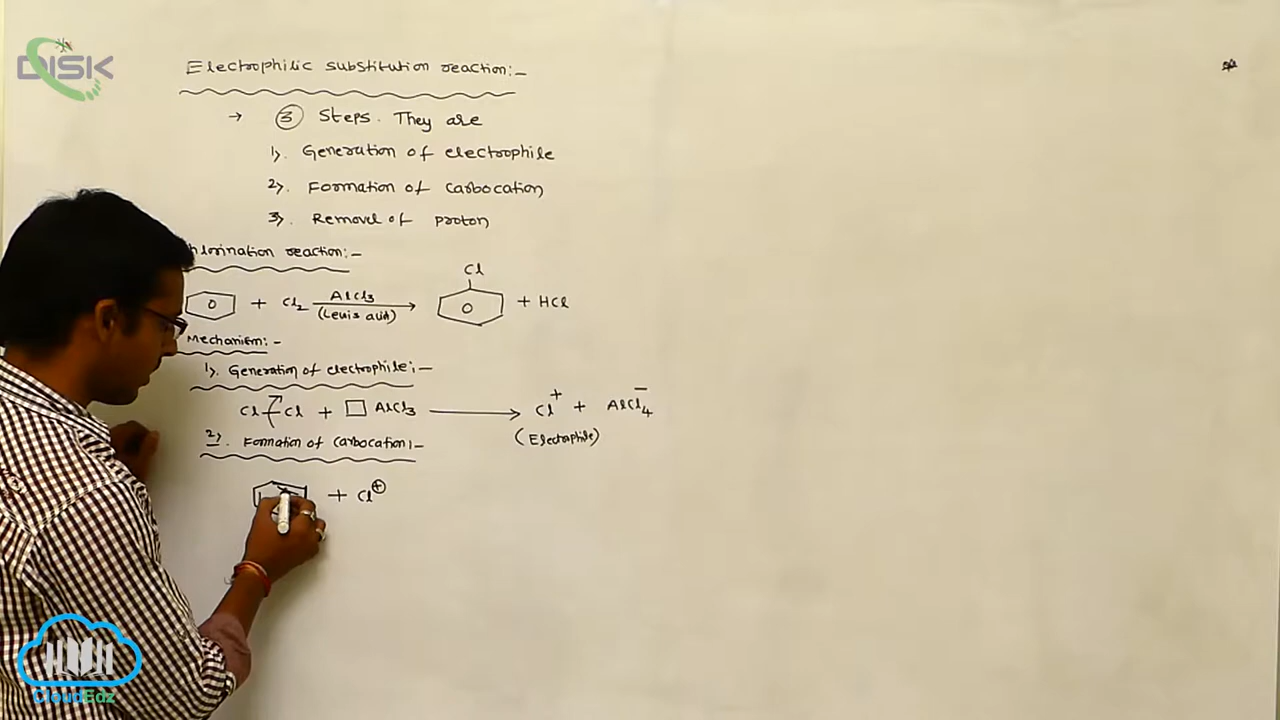 DISK
Electrophilic substitution reaction:-
→ 3 Steps. They are
1). Generation of electrophile
2). Formation of carbocation
3). Removel of proton
hlorination reaction:-
+ Cl2 AlCl3 (Lewis acid) → Cl + HCl
Mechanism:-
1). Generation of electrophile:-
Cl-Cl + AlCl3 → Cl+ + AlCl4-
(Electrophile)
2). Formation of Carbocation:-
+ Cl+
CloudEdz